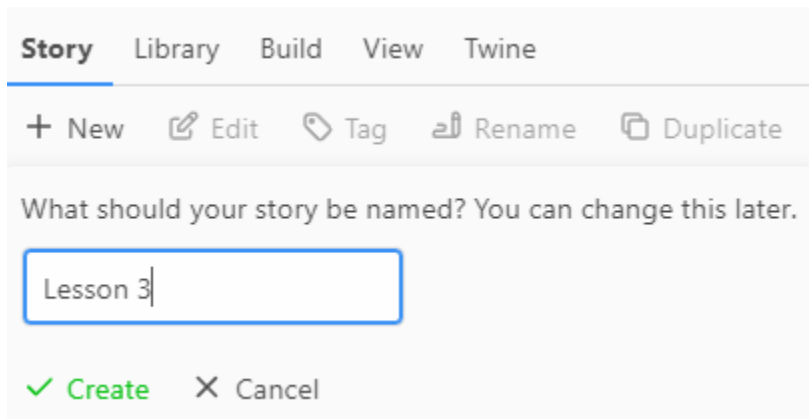 Story Library Build View Twine
+ New Edit Tag Rename Duplicate
What should your story be named? You can change this later.
Lesson 3
Create Cancel